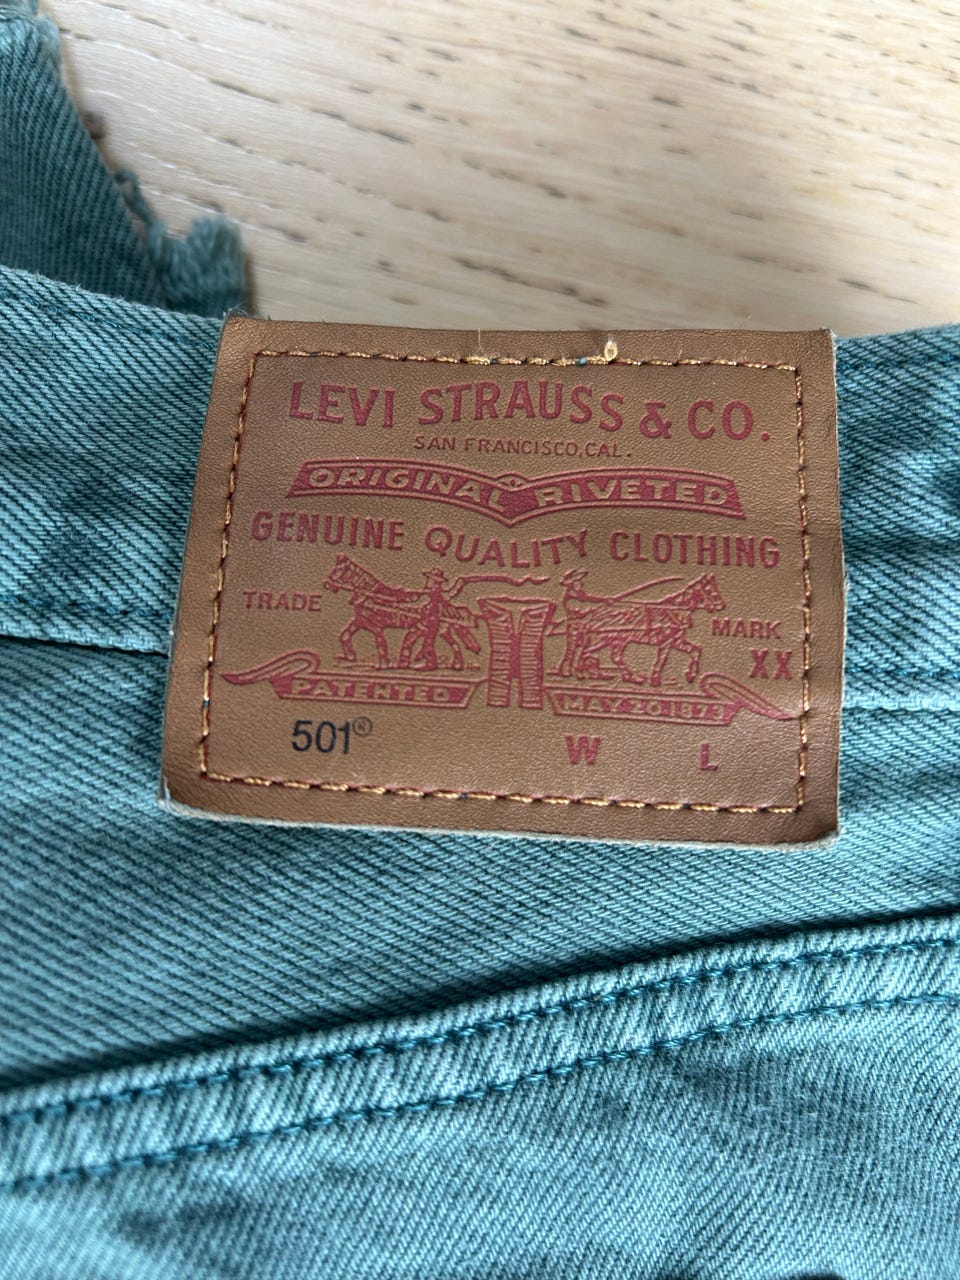 LEVI STRAUSS & CO.
SAN FRANCISCO, CAL.
ORIGINAL RIVETED
GENUINE QUALITY CLOTHING
TRADE MARK
XX
PATENTED MAY 20 1873
501® W L